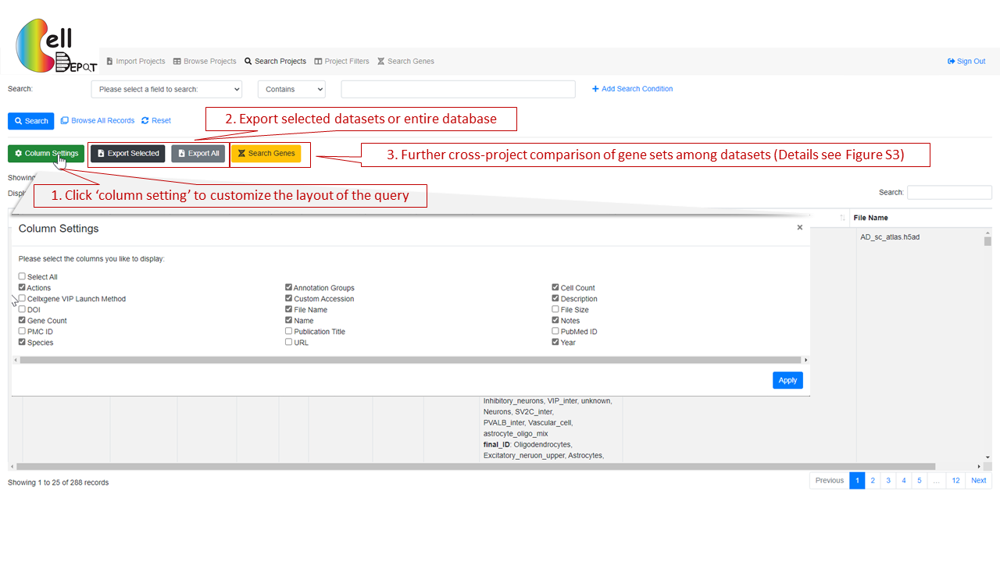 Cell
Depot
Import Projects Browse Projects Search Projects Project Filters Search Genes Sign Out
Search: Please select a field to search: Contains Add Search Condition
Search Browse All Records Reset
2. Export selected datasets or entire database
Column Settings Export Selected Export All Search Genes
3. Further cross-project comparison of gene sets among datasets (Details see Figure S3)
Showing
1. Click ‘column setting’ to customize the layout of the query
Search:
File Name
Column Settings ×
AD_sc_atlas.h5ad
Please select the columns you like to display:
Select All
Actions Annotation Groups Cell Count
Cellxgene VIP Launch Method Custom Accession Description
DOI File Name File Size
Gene Count Name Notes
PMC ID Publication Title PubMed ID
Species URL Year
Apply
Inhibitory_neurons, VIP_inter, unknown,
Neurons, SV2C_inter,
PVALB_inter, Vascular_cell,
astrocyte_oligo_mix
final_ID: Oligodendrocytes,
Excitatory_neruon_upper, Astrocytes,
Showing 1 to 25 of 288 records
Previous 1 2 3 4 5 ... 12 Next